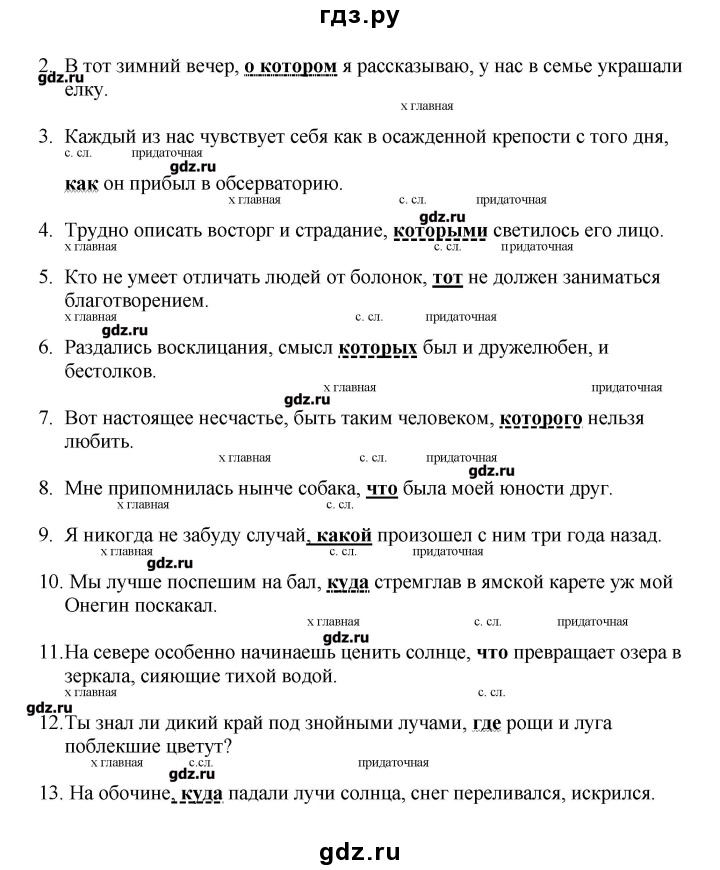 гдз.ру
2. В тот зимний вечер, о котором я рассказываю, у нас в семье украшали
gdz.ru
елку.
х главная
3. Каждый из нас чувствует себя как в осажденной крепости с того дня,
с. сл. придаточная
gdz.ru
как он прибыл в обсерваторию.
х главная с. сл. придаточная
gdz.ru
4. Трудно описать восторг и страдание, которыми светилось его лицо.
х главная с. сл. придаточная
5. Кто не умеет отличать людей от болонок, тот не должен заниматься
благотворением.
х главная с. сл. придаточная
gdz.ru
6. Раздались восклицания, смысл которых был и дружелюбен, и
бестолков.
х главная придаточная
gdz.ru
7. Вот настоящее несчастье, быть таким человеком, которого нельзя
любить.
х главная с. сл. придаточная
gdz.ru
8. Мне припомнилась нынче собака, что была моей юности друг.
х главная с. сл.
9. Я никогда не забуду случай, какой произошел с ним три года назад.
х главная с. сл. придаточная
gdz.ru
10. Мы лучше поспешим на бал, куда стремглав в ямской карете уж мой
Онегин поскакал.
х главная с. сл. придаточная
gdz.ru
11.На севере особенно начинаешь ценить солнце, что превращает озера в
зеркала, сияющие тихой водой.
х главная с. сл.
gdz.ru
12.Ты знал ли дикий край под знойными лучами, где рощи и луга
поблекшие цветут?
х главная с.сл. придаточная
gdz.ru
13. На обочине, куда падали лучи солнца, снег переливался, искрился.
gdz.ru